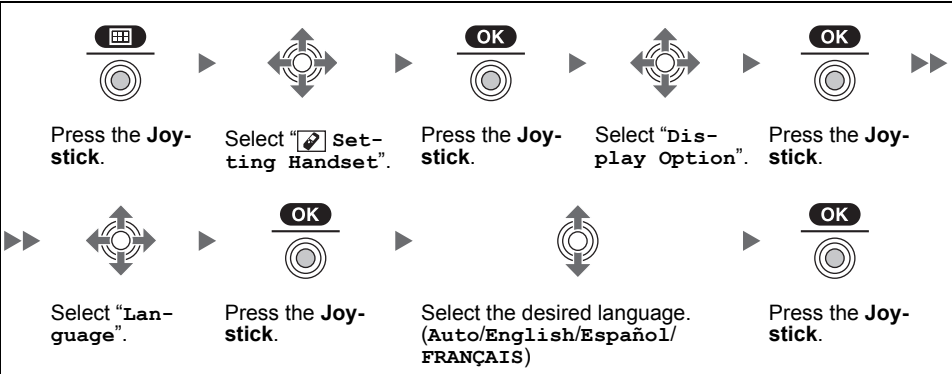 OK
OK
Press the Joy-
stick.
Select “ Set-
ting Handset”.
Press the Joy-
stick.
Select “Dis-
play Option”.
Press the Joy-
stick.
OK
OK
Select “Lan-
guage”.
Press the Joy-
stick.
Select the desired language.
(Auto/English/Español/
FRANÇAIS)
Press the Joy-
stick.